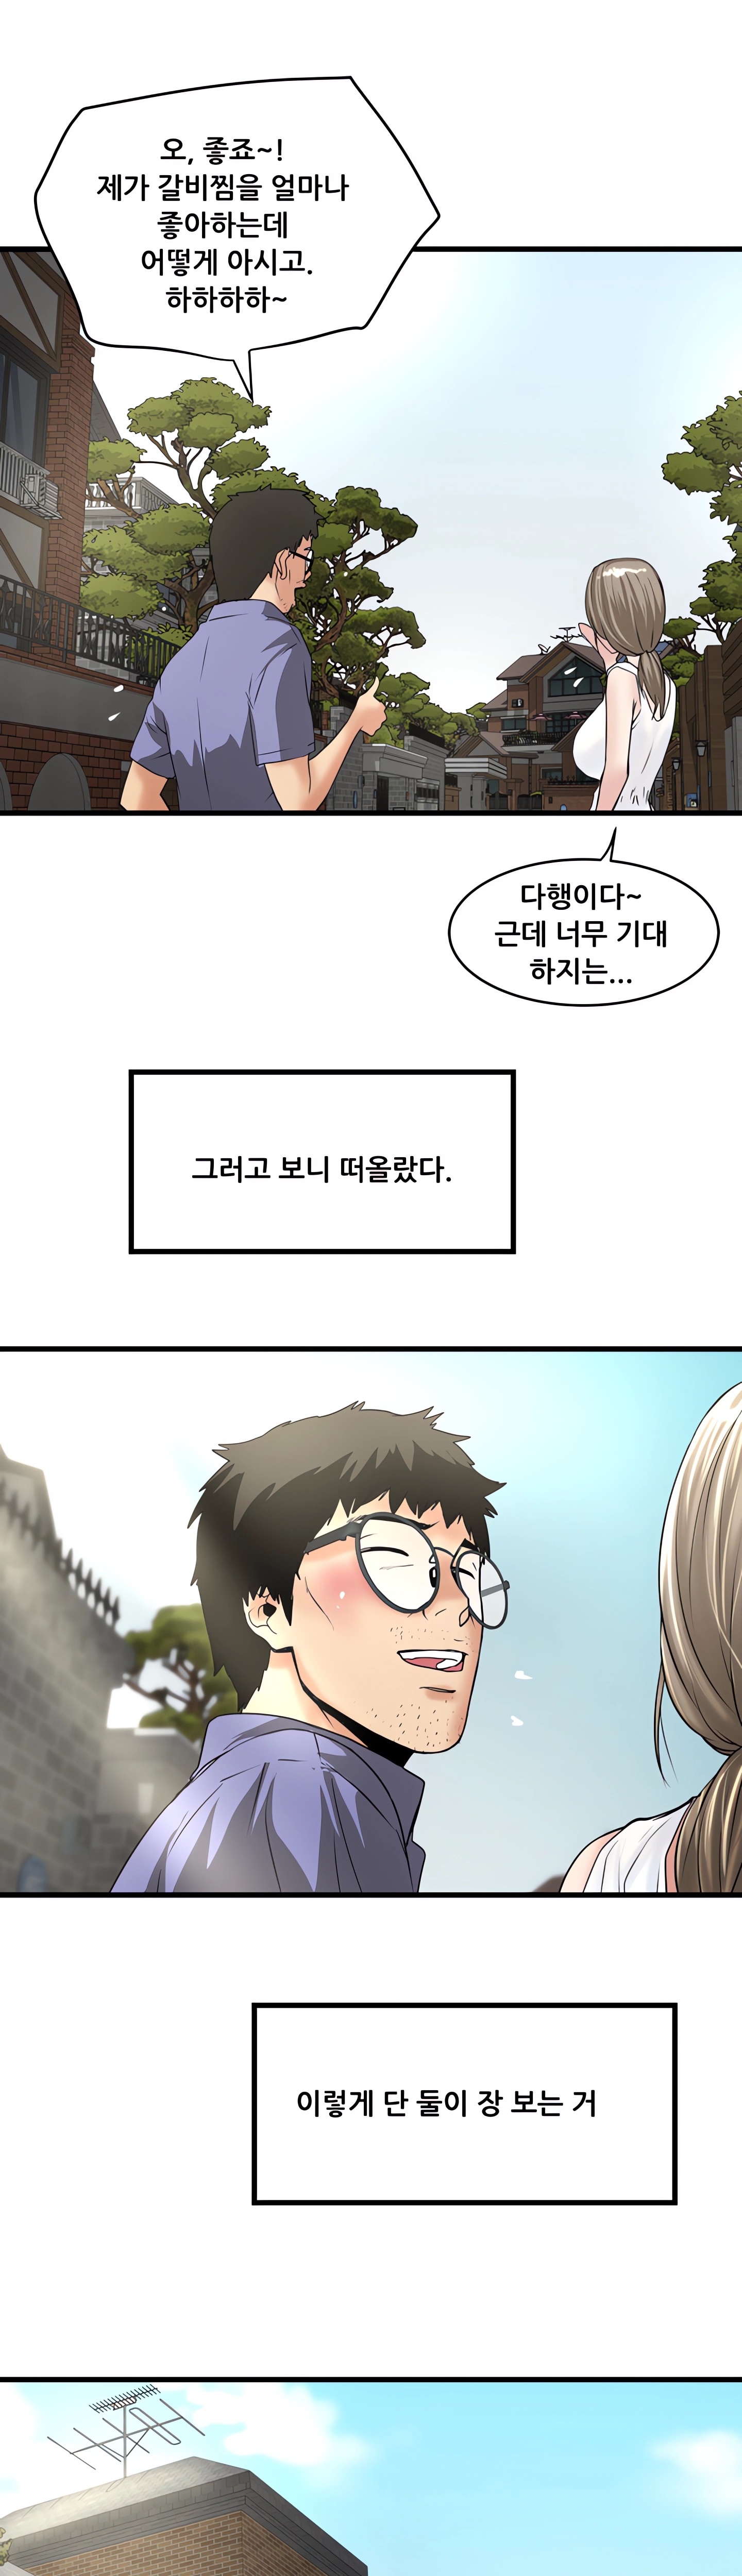 오, 좋죠~!
제가 갈비찜을 얼마나
좋아하는데
어떻게 아시고.
하하하하~
다행이다~
근데 너무 기대
하지는...
그러고 보니 떠올랐다.
이렇게 단 둘이 장 보는 거